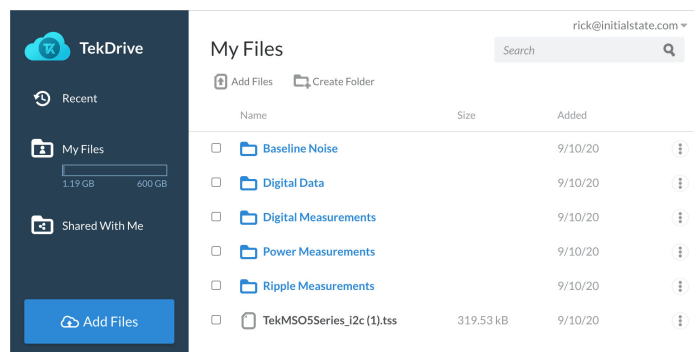 rick@initialstate.com
TK TekDrive
My Files
Search
Add Files Create Folder
Recent
Name Size Added
My Files
1.19 GB 600 GB
Shared With Me
Add Files
Baseline Noise 9/10/20
Digital Data 9/10/20
Digital Measurements 9/10/20
Power Measurements 9/10/20
Ripple Measurements 9/10/20
TekMSO5Series_i2c (1).tss 319.53 kB 9/10/20